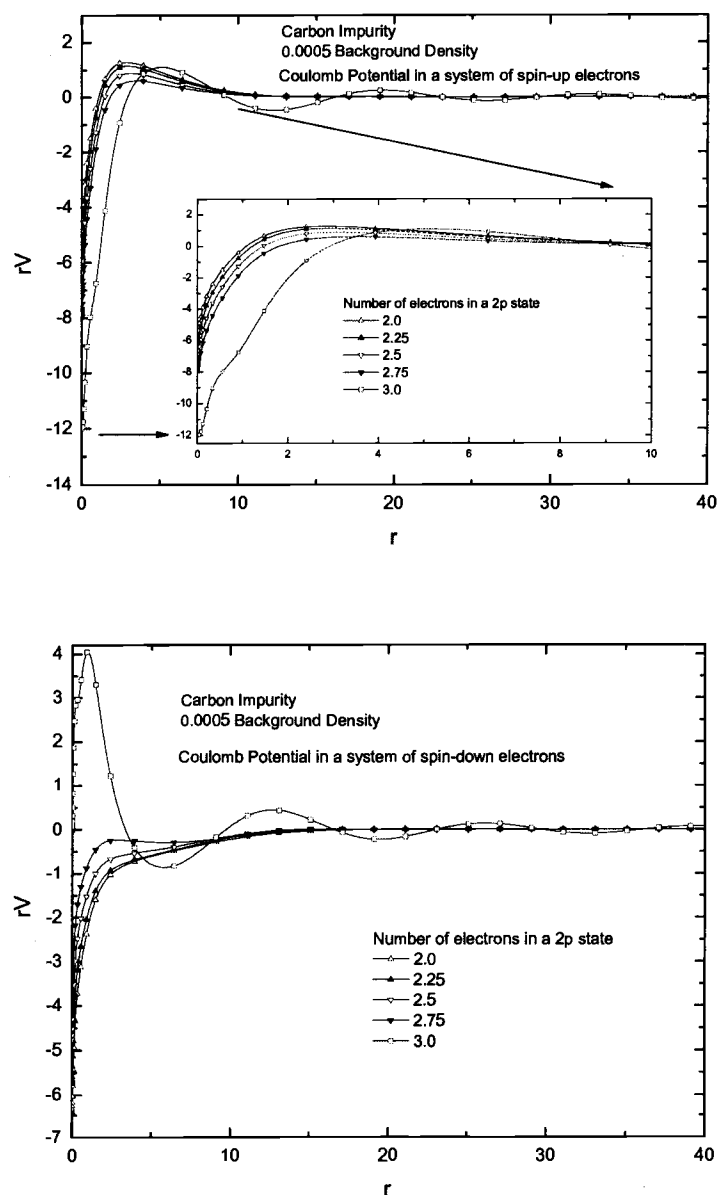 Carbon Impurity
0.0005 Background Density
Coulomb Potential in a system of spin-up electrons
2
0
-2
-4
-6
-8
-10
-12
-14
rV
2
1
0
-2
-4
-6
-8
-10
-12
Number of electrons in a 2p state
2.0
2.25
2.5
2.75
3.0
0 2 4 6 8 10
0 10 20 30 40
r
4
3
2
1
0
-1
-2
-3
-4
-5
-6
-7
rV
Carbon Impurity
0.0005 Background Density
Coulomb Potential in a system of spin-down electrons
Number of electrons in a 2p state
2.0
2.25
2.5
2.75
3.0
0 10 20 30 40
r